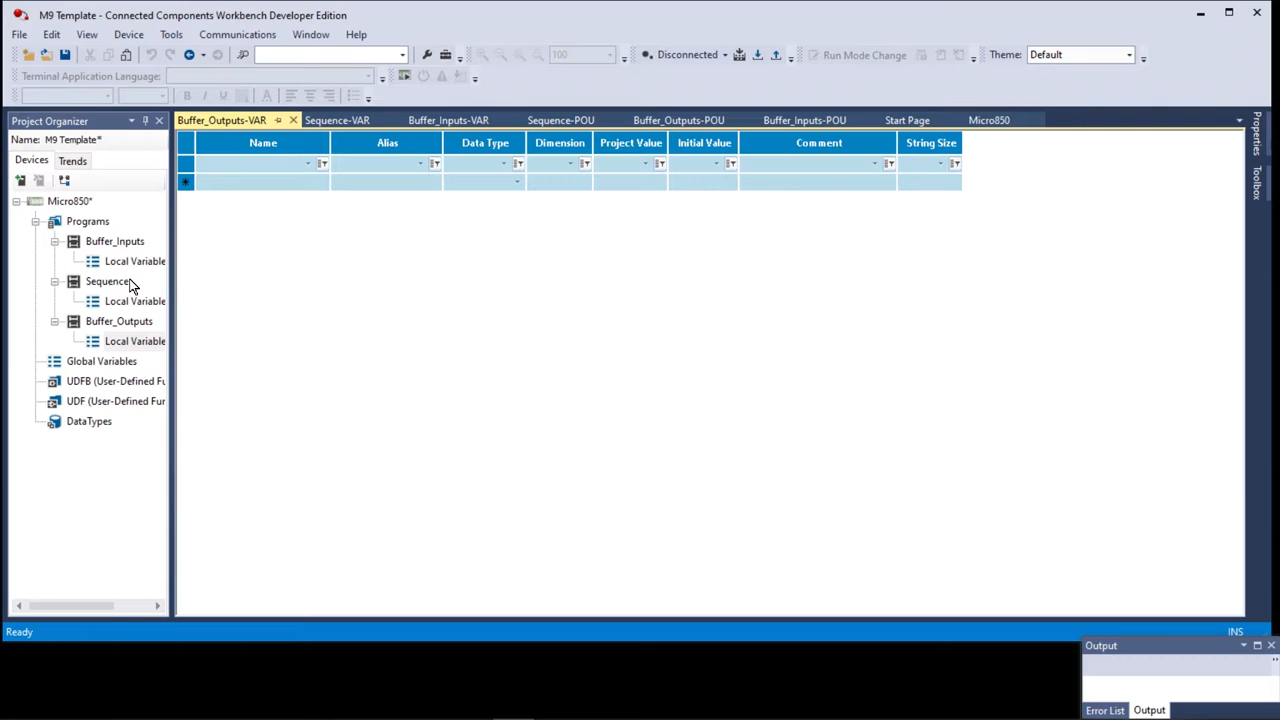 M9 Template - Connected Components Workbench Developer Edition
File Edit View Device Tools Communications Window Help
100 Disconnected Run Mode Change Theme: Default
Terminal Application Language:
B I U A
Project Organizer
Name: M9 Template*
Devices Trends
Micro850*
Programs
Buffer_Inputs
Local Variable
Sequence
Local Variable
Buffer_Outputs
Local Variable
Global Variables
UDFB (User-Defined Fu
UDF (User-Defined Fur
DataTypes
Buffer_Outputs-VAR Sequence-VAR Buffer_Inputs-VAR Sequence-POU Buffer_Outputs-POU Buffer_Inputs-POU Start Page Micro850
Name Alias Data Type Dimension Project Value Initial Value Comment String Size
Properties
Toolbox
Ready INS
Output
Error List Output